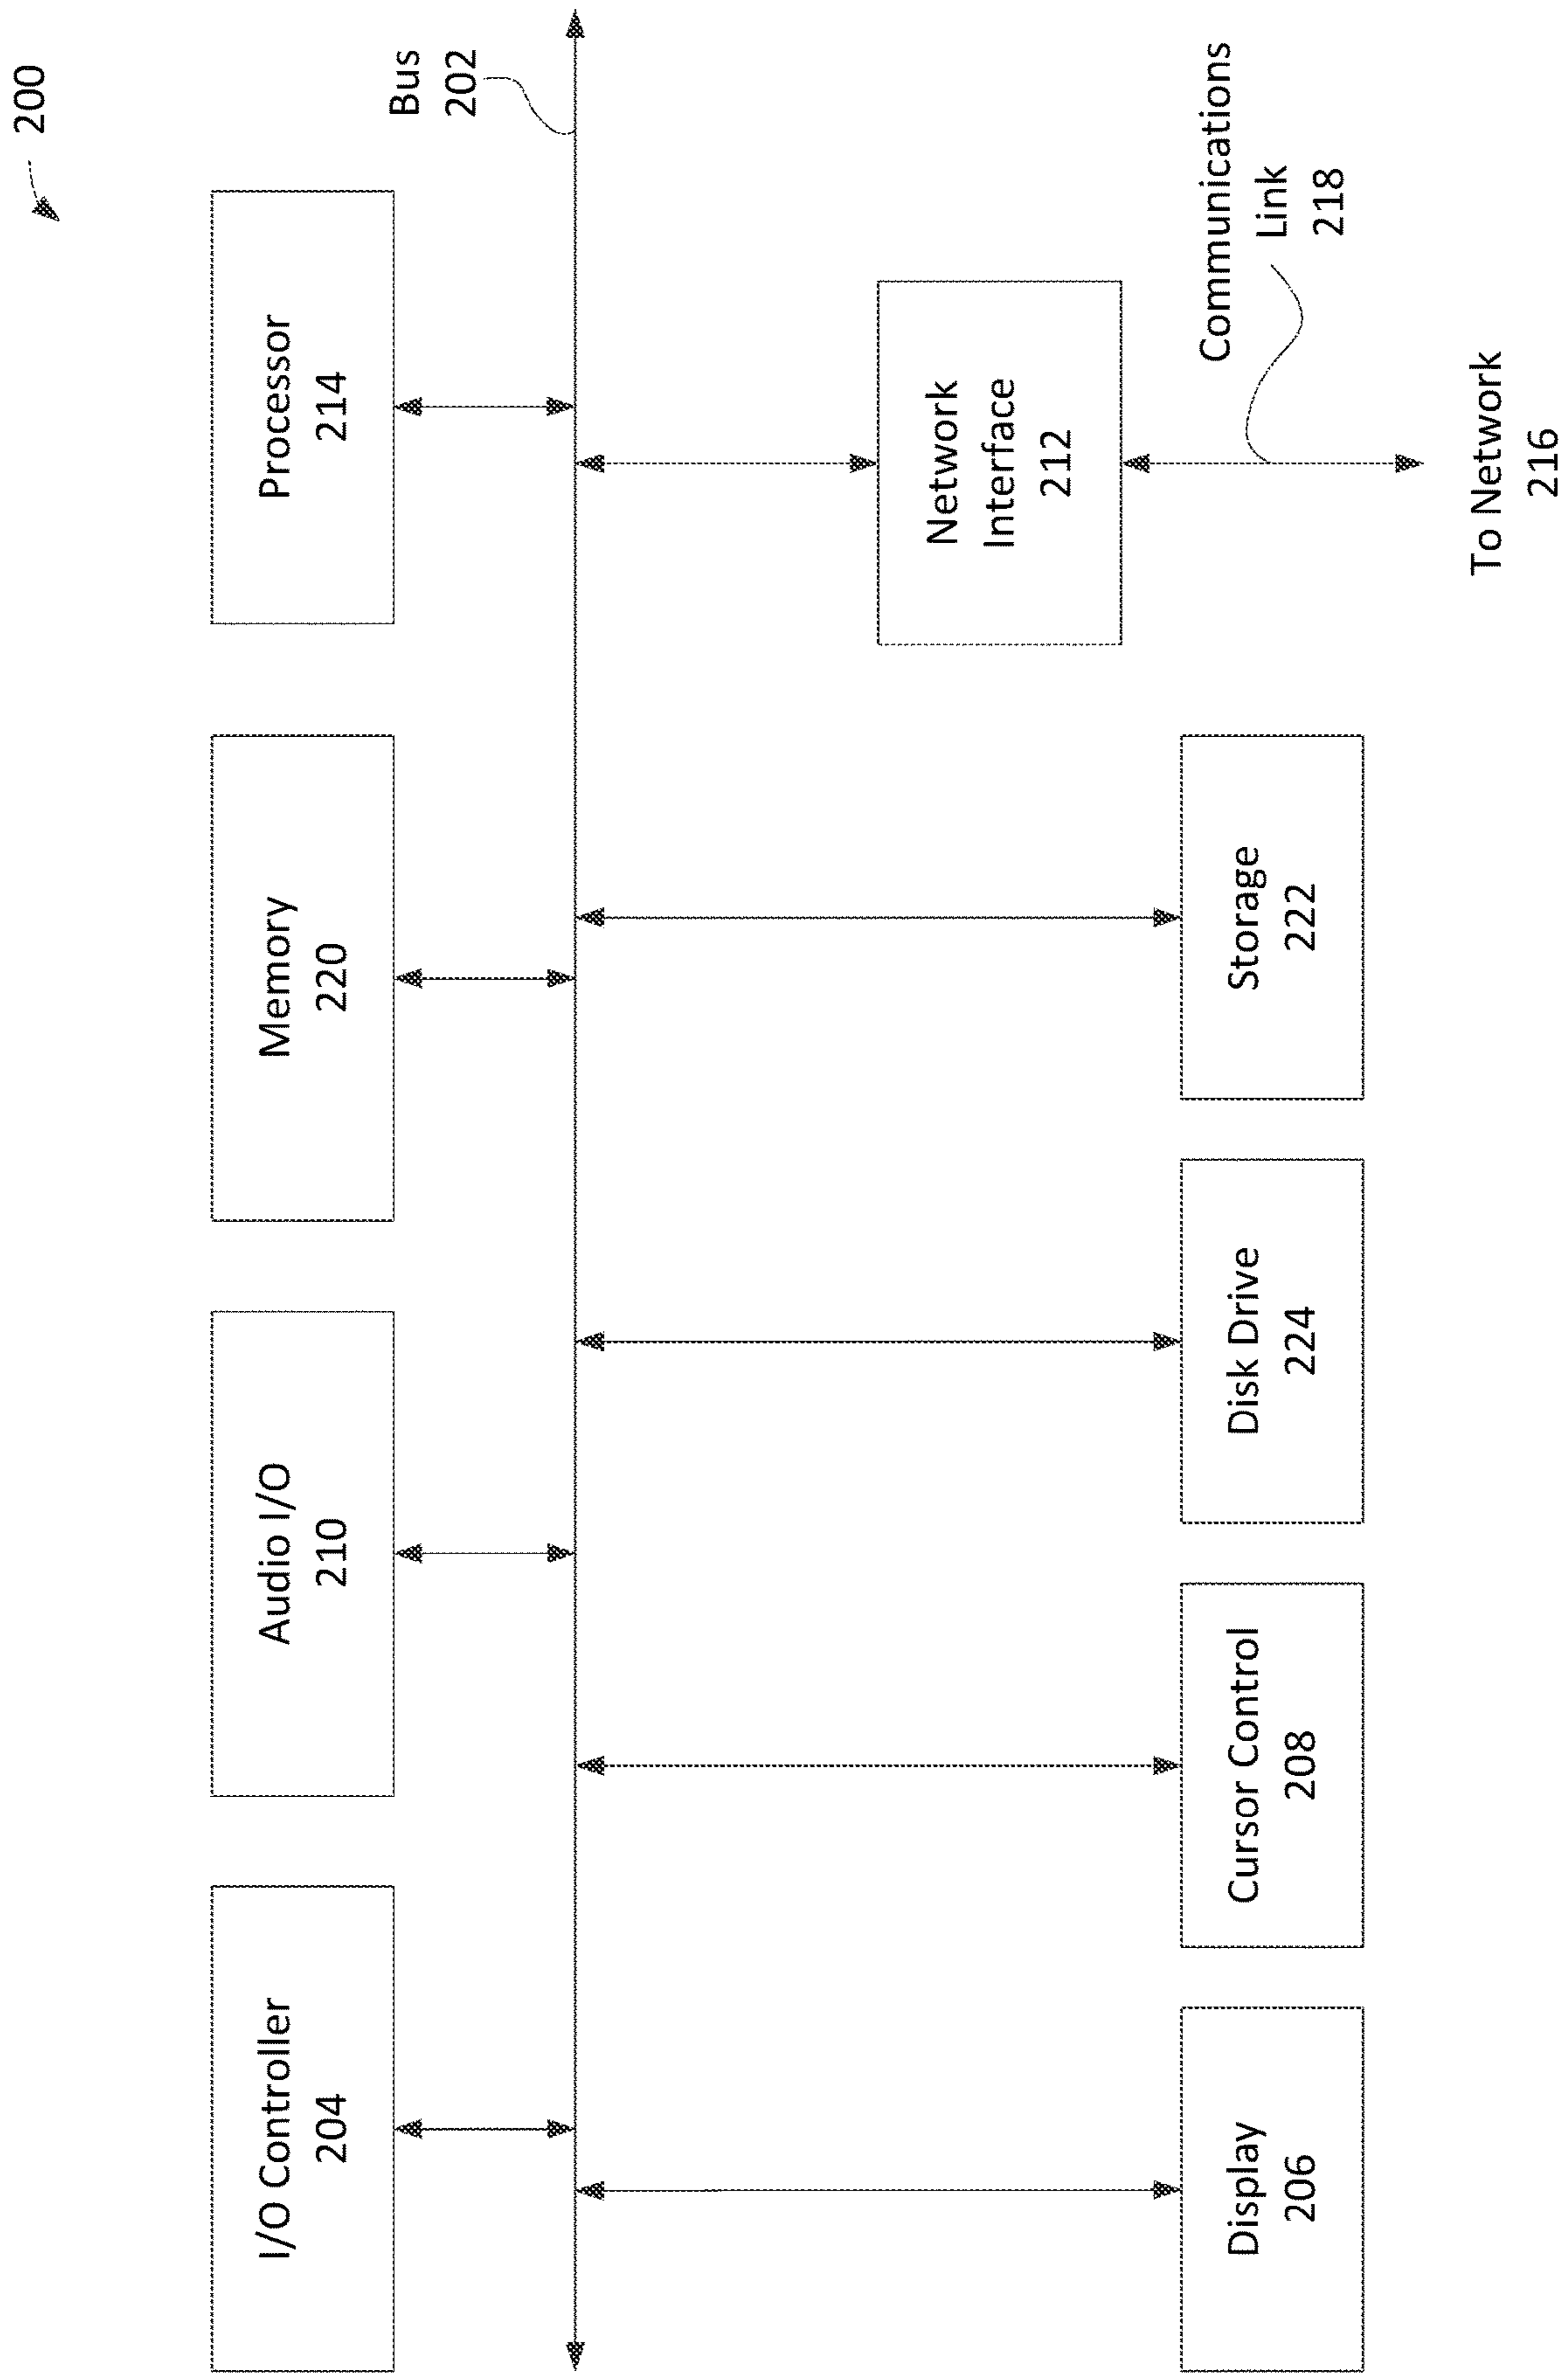 200
I/O Controller
204
Audio I/O
210
Memory
220
Processor
214
Bus
202
Network
Interface
212
Communications
Link
218
To Network
216
Display
206
Cursor Control
208
Disk Drive
224
Storage
222